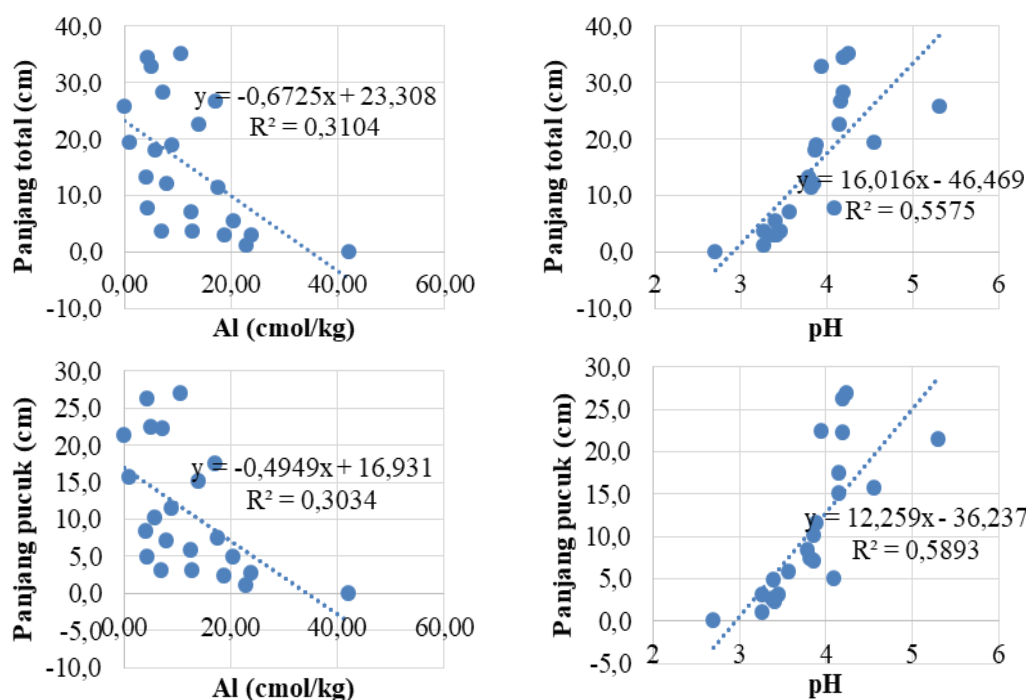 40,0
30,0
20,0
10,0
0,0
-10,0
Panjang total (cm)
y = -0,6725x + 23,308
R² = 0,3104
0,00
20,00
40,00
60,00
Al (cmol/kg)
40,0
30,0
20,0
10,0
0,0
-10,0
Panjang total (cm)
y = 16,016x - 46,469
R² = 0,5575
2
3
4
5
6
pH
30,0
25,0
20,0
15,0
10,0
5,0
0,0
-5,0
-10,0
Panjang pucuk (cm)
y = -0,4949x + 16,931
R² = 0,3034
0,00
20,00
40,00
60,00
Al (cmol/kg)
30,0
25,0
20,0
15,0
10,0
5,0
0,0
-5,0
Panjang pucuk (cm)
y = 12,259x - 36,237
R² = 0,5893
2
3
4
5
6
pH